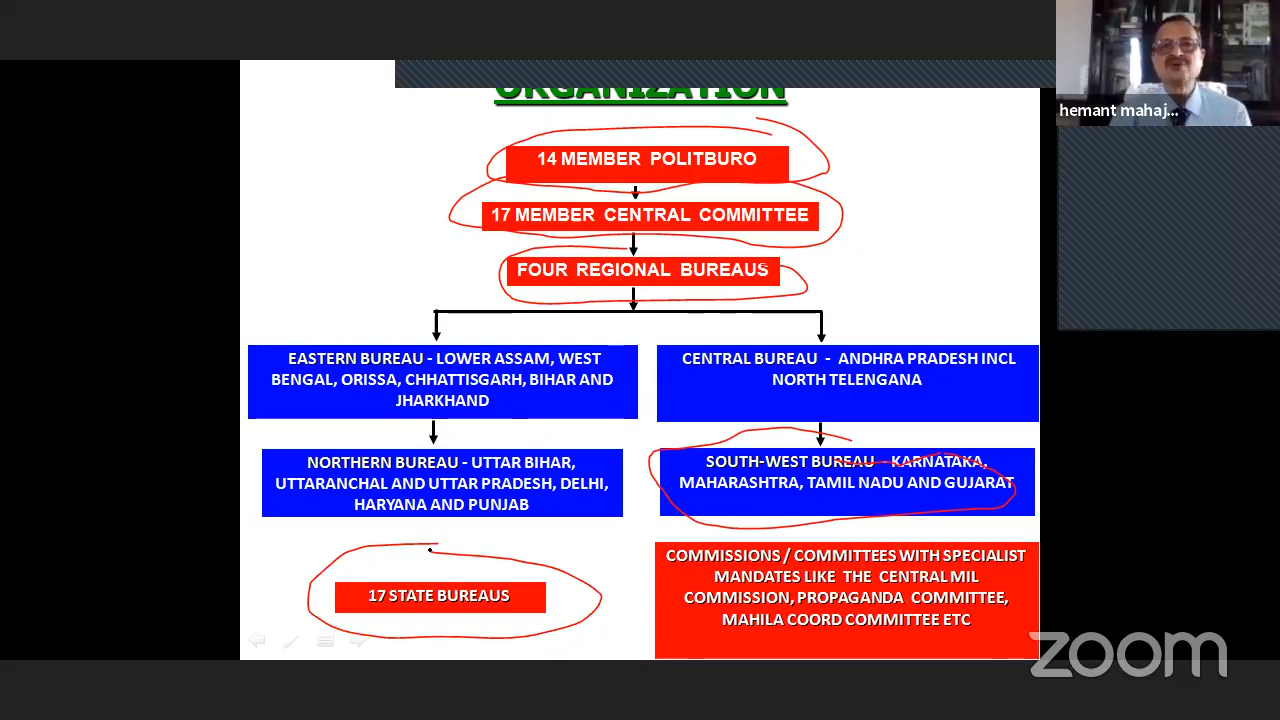 hemant mahaj...
ORGANIZATION
14 MEMBER POLITBURO
17 MEMBER CENTRAL COMMITTEE
FOUR REGIONAL BUREAUS
EASTERN BUREAU - LOWER ASSAM, WEST
BENGAL, ORISSA, CHHATTISGARH, BIHAR AND
JHARKHAND
CENTRAL BUREAU - ANDHRA PRADESH INCL
NORTH TELENGANA
NORTHERN BUREAU - UTTAR BIHAR,
UTTARANCHAL AND UTTAR PRADESH, DELHI,
HARYANA AND PUNJAB
SOUTH-WEST BUREAU - KARNATAKA,
MAHARASHTRA, TAMIL NADU AND GUJARAT
17 STATE BUREAUS
COMMISSIONS / COMMITTEES WITH SPECIALIST
MANDATES LIKE THE CENTRAL MIL
COMMISSION, PROPAGANDA COMMITTEE,
MAHILA COORD COMMITTEE ETC
zoom